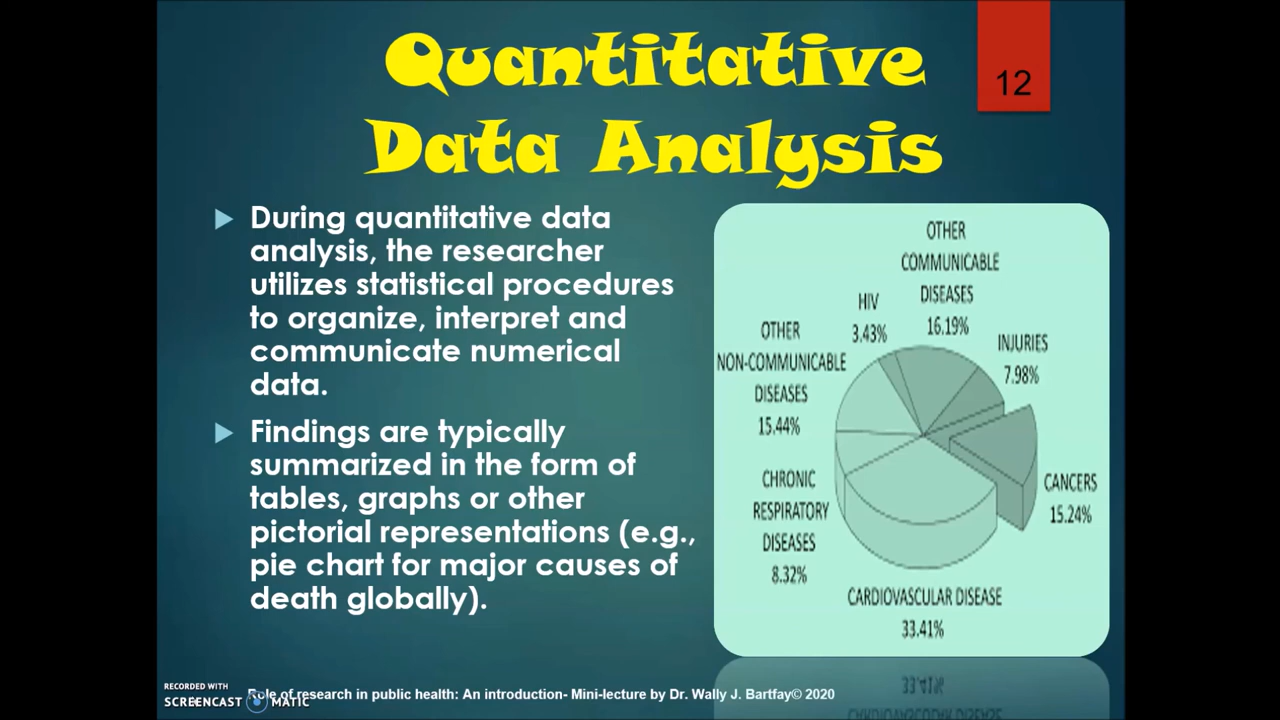 Quantitative
Data Analysis
12
During quantitative data
analysis, the researcher
utilizes statistical procedures
to organize, interpret and
communicate numerical
data.
Findings are typically
summarized in the form of
tables, graphs or other
pictorial representations (e.g.,
pie chart for major causes of
death globally).
OTHER
COMMUNICABLE
DISEASES
16.19%
HIV
3.43%
INJURIES
7.98%
OTHER
NON-COMMUNICABLE
DISEASES
15.44%
CANCERS
15.24%
CHRONIC
RESPIRATORY
DISEASES
8.32%
CARDIOVASCULAR DISEASE
33.41%
RECORDED WITH
SCREENCAST MATIC
Role of research in public health: An introduction- Mini-lecture by Dr. Wally J. Bartfay© 2020